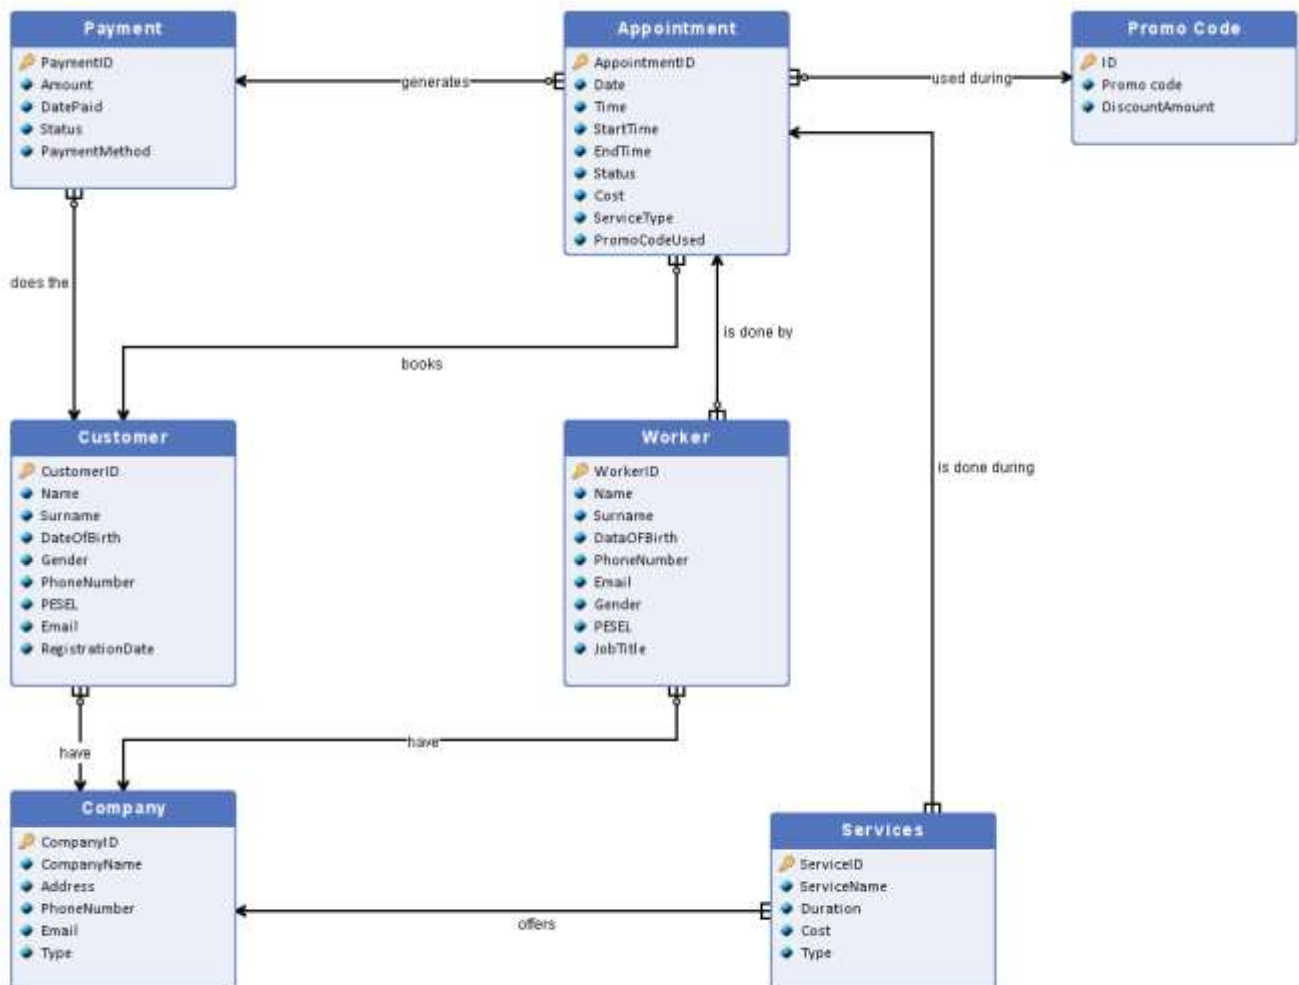 Payment
PaymentID
Amount
DatePaid
Status
PaymentMethod
generates
Appointment
AppointmentID
Date
Time
StartTime
EndTime
Status
Cost
ServiceType
PromoCodeUsed
used during
Promo Code
ID
Promo code
DiscountAmount
does the
books
is done by
is done during
Customer
CustomerID
Name
Surname
DateOfBirth
Gender
PhoneNumber
PESEL
Email
RegistrationDate
Worker
WorkerID
Name
Surname
DataOFBirth
PhoneNumber
Email
Gender
PESEL
JobTitle
have
have
Company
CompanyID
CompanyName
Address
PhoneNumber
Email
Type
offers
Services
ServiceID
ServiceName
Duration
Cost
Type